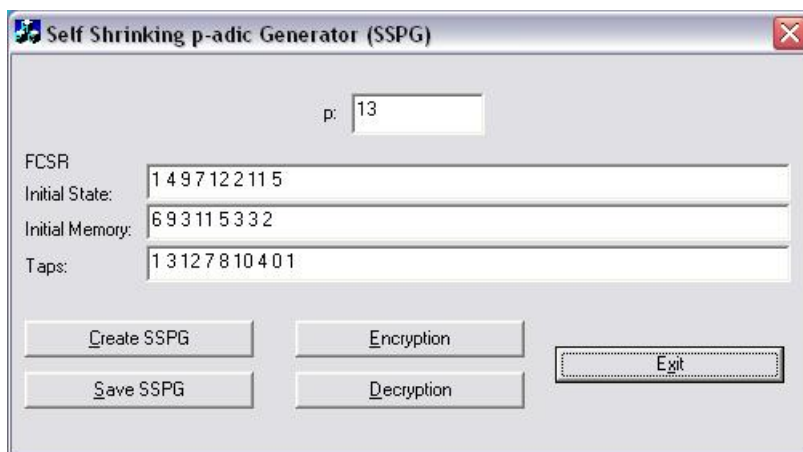 Self Shrinking p-adic Generator (SSPG)
p: 13
FCSR
Initial State: 1 4 9 7 12 2 11 5
Initial Memory: 6 9 3 11 5 3 3 2
Taps: 1 3 12 7 8 10 4 0 1
Create SSPG
Encryption
Exit
Save SSPG
Decryption